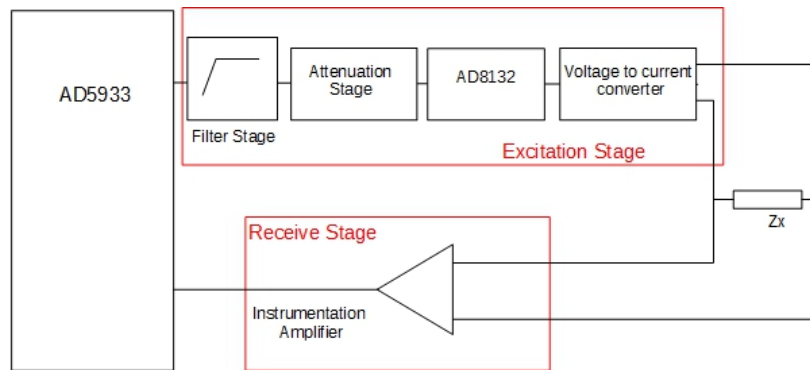 AD5933
Filter Stage
Attenuation
Stage
AD8132
Voltage to current
converter
Excitation Stage
Zx
Receive Stage
Instrumentation
Amplifier